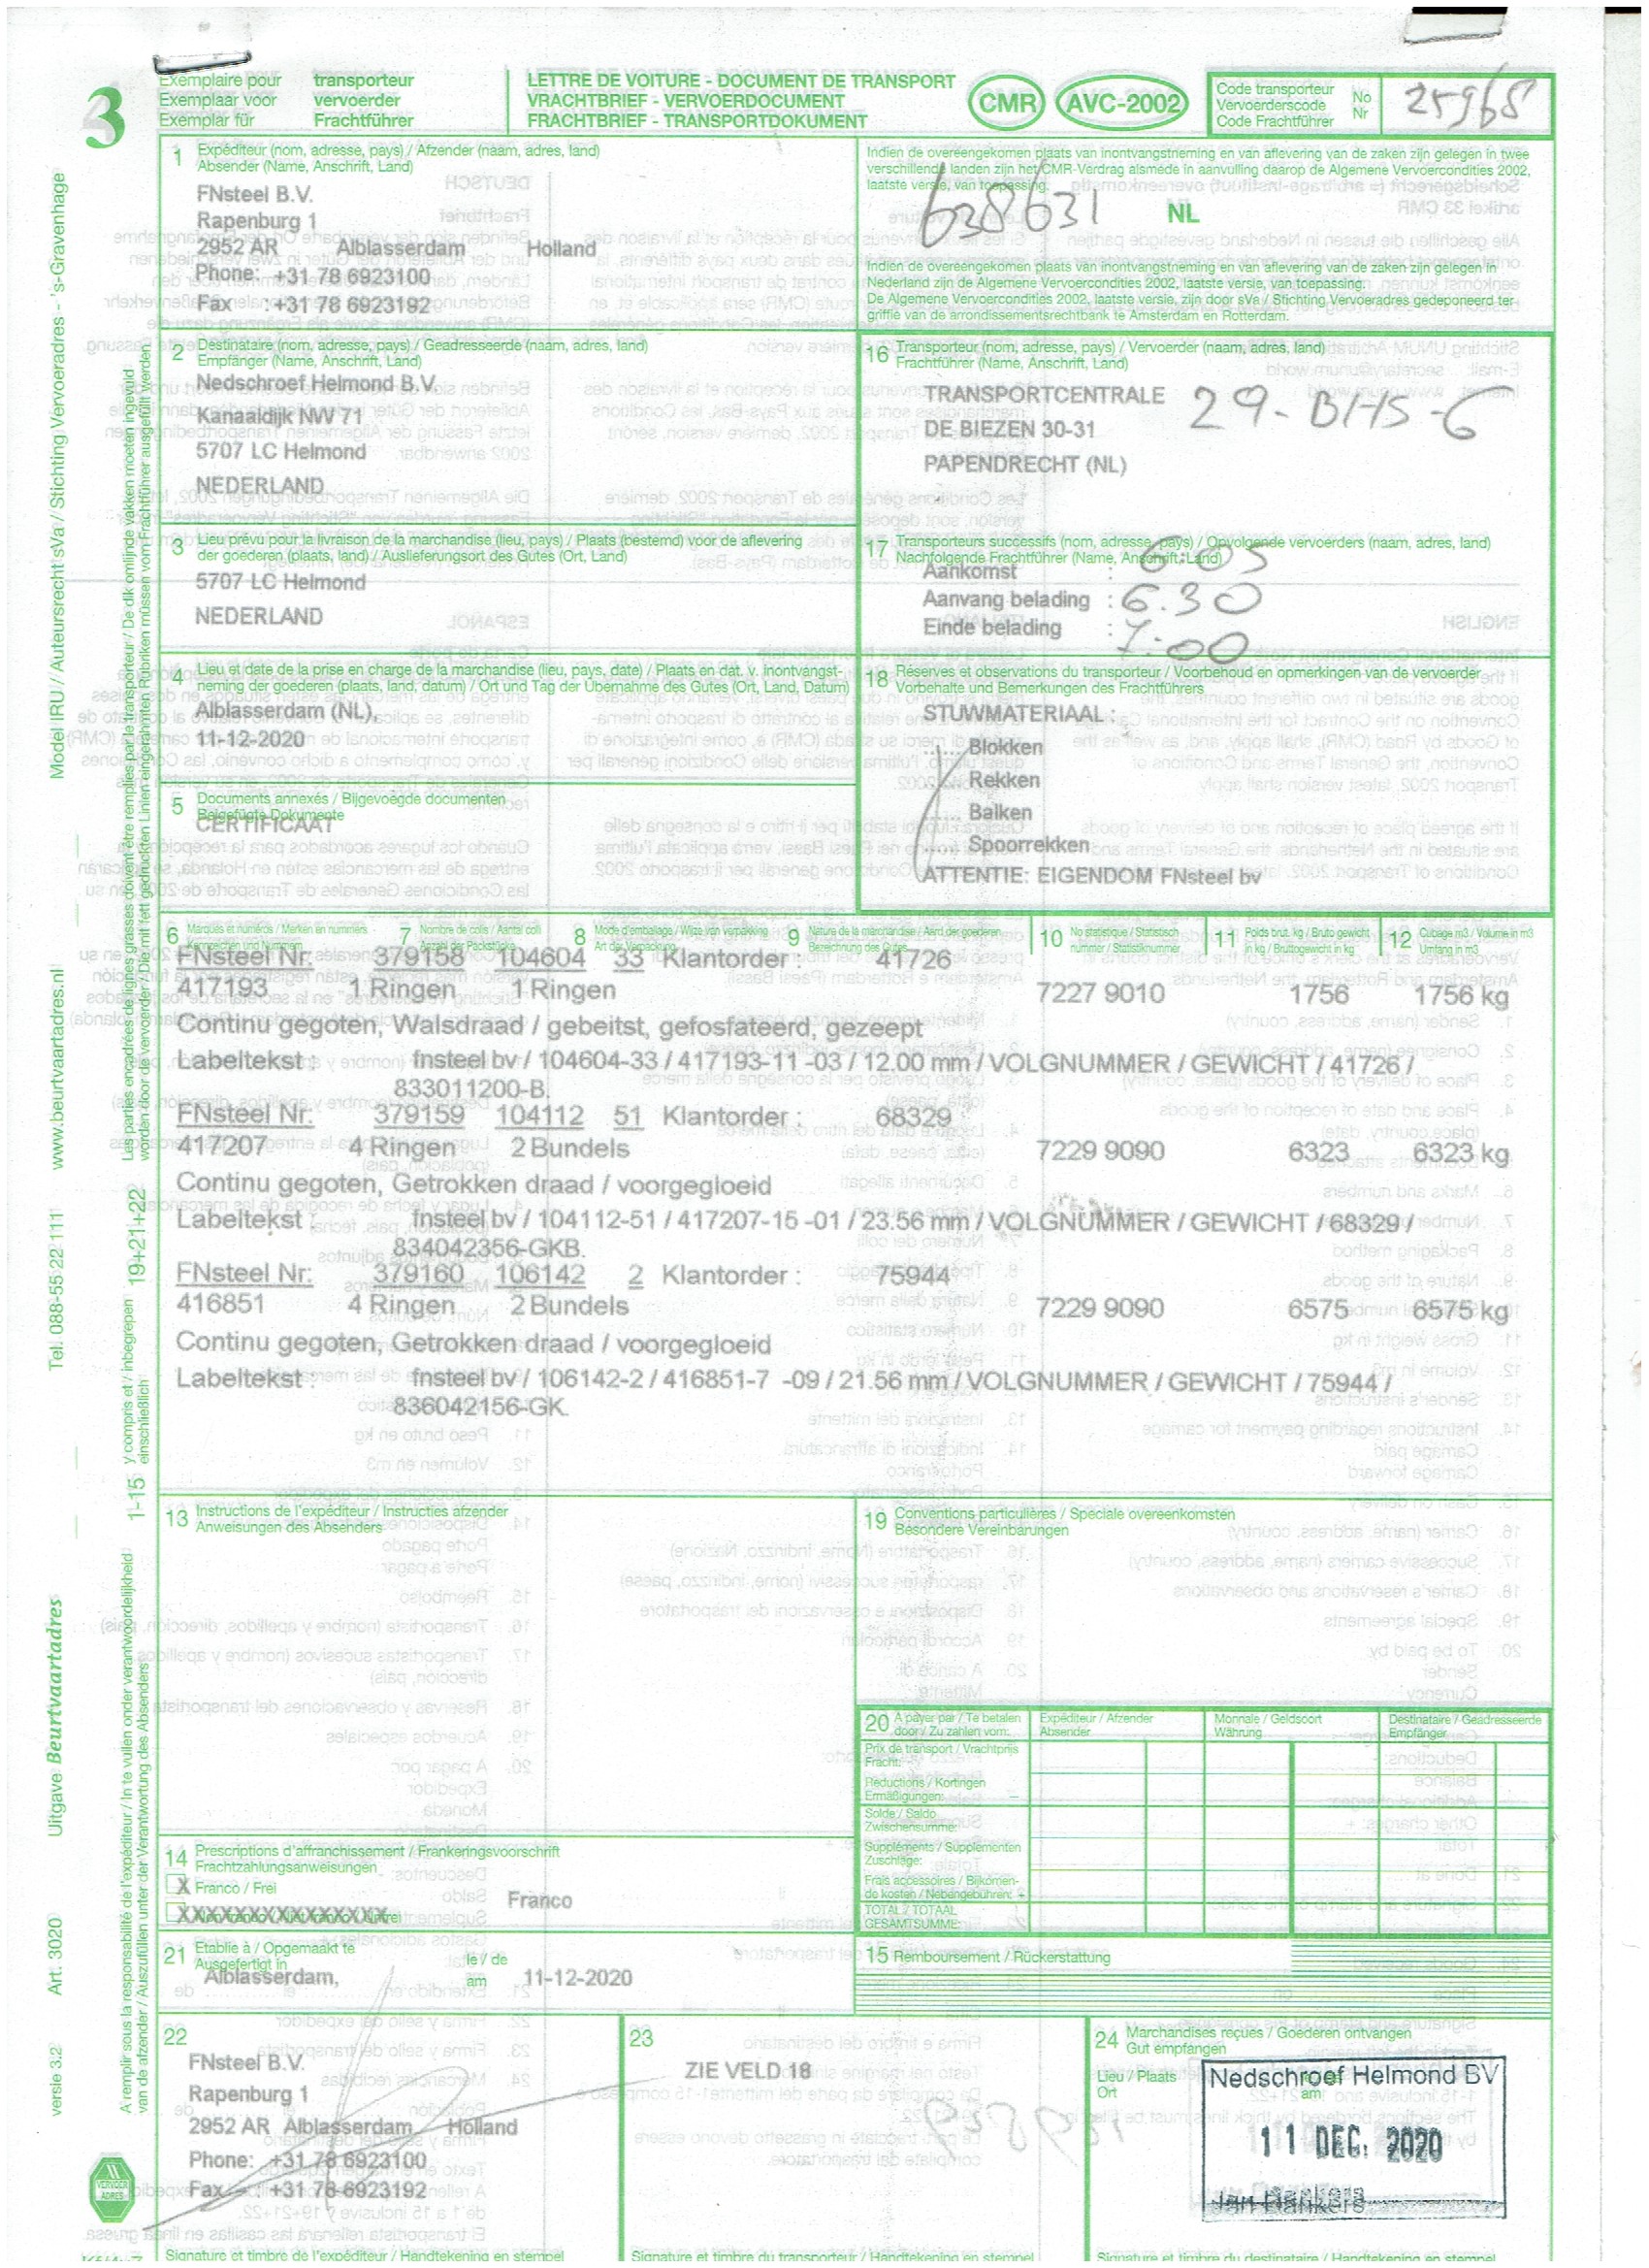 3
Exemplaire pour transporteur
Exemplaar voor vervoerder
Exemplar für Frachtführer
LETTRE DE VOITURE - DOCUMENT DE TRANSPORT
VRACHTBRIEF - VERVOERDOCUMENT
FRACHTBRIEF - TRANSPORTDOKUMENT
CMR AVC-2002
Code transporteur
Vervoerderscode
Code Frachtführer
No
Nr
25968
1 Expéditeur (nom, adresse, pays) / Afzender (naam, adres, land)
Absender (Name, Anschrift, Land)
FNsteel B.V.
Rapenburg 1
2952 AR Alblasserdam Holland
Phone: +31 78 6923100
Fax : +31 78 6923192
Indien de overeengekomen plaats van inontvangstneming en van aflevering van de zaken zijn gelegen in twee
verschillende landen zijn het CMR-Verdrag alsmede in aanvulling daarop de Algemene Vervoercondities 2002,
laatste versie, van toepassing.
638631
NL
Indien de overeengekomen plaats van inontvangstneming en van aflevering van de zaken zijn gelegen in
Nederland zijn de Algemene Vervoercondities 2002, laatste versie, van toepassing.
De Algemene Vervoercondities 2002, laatste versie, zijn door sVa / Stichting Vervoeradres gedeponeerd ter
griffie van de arrondissementsrechtbank te Amsterdam en Rotterdam.
2 Destinataire (nom, adresse, pays) / Geadresseerde (naam, adres, land)
Empfänger (Name, Anschrift, Land)
Nedschroef Helmond B.V.
Kanaaldijk NW 71
5707 LC Helmond
NEDERLAND
16 Transporteur (nom, adresse, pays) / Vervoerder (naam, adres, land)
Frachtführer (Name, Anschrift, Land)
TRANSPORTCENTRALE
DE BIEZEN 30-31
PAPENDRECHT (NL)
29-BHS-6
3 Lieu prévu pour la livraison de la marchandise (lieu, pays) / Plaats (bestemd) voor de aflevering
der goederen (plaats, land) / Auslieferungsort des Gutes (Ort, Land)
5707 LC Helmond
NEDERLAND
17 Transporteurs successifs (nom, adresse, pays) / Opvolgende vervoerders (naam, adres, land)
Nachfolgende Frachtführer (Name, Anschrift, Land)
Aankomst : 6:05
Aanvang belading : 6.30
Einde belading : 7:00
4 Lieu et date de la prise en charge de la marchandise (lieu, pays, date) / Plaats en dat. v. inontvangst-
neming der goederen (plaats, land, datum) / Ort und Tag der Übernahme des Gutes (Ort, Land, Datum)
Alblasserdam (NL),
11-12-2020
18 Réserves et observations du transporteur / Voorbehoud en opmerkingen van de vervoerder
Vorbehalte und Bemerkungen des Frachtführers
STUWMATERIAAL :
...... Blokken
...... Rekken
...... Balken
...... Spoorrekken
ATTENTIE: EIGENDOM FNsteel bv
5 Documents annexés / Bijgevoegde documenten
Beigefügte Dokumente
CERTIFICAAT
6 Marques et numéros / Merken en nummers
Kennzeichen und Nummern
7 Nombre de colis / Aantal colli
Anzahl der Packstücke
8 Mode d'emballage / Wijze van verpakking
Art der Verpackung
9 Nature de la marchandise / Aard der goederen
Bezeichnung des Gutes
10 No statistique / Statistisch
nummer / Statistiknummer
11 Poids brut, kg / Bruto gewicht
in kg / Bruttogewicht in kg
12 Cubage m3 / Volume in m3
Umfang in m3
FNsteel Nr: 379158 104604 33 Klantorder : 41726
417193 1 Ringen 1 Ringen 7227 9010 1756 1756 kg
Continu gegoten, Walsdraad / gebeitst, gefosfateerd, gezeept
Labeltekst : fnsteel bv / 104604-33 / 417193-11 -03 / 12.00 mm / VOLGNUMMER / GEWICHT / 41726 /
833011200-B.
FNsteel Nr: 379159 104112 51 Klantorder : 68329
417207 4 Ringen 2 Bundels 7229 9090 6323 6323 kg
Continu gegoten, Getrokken draad / voorgegloeid
Labeltekst : fnsteel bv / 104112-51 / 417207-15 -01 / 23.56 mm / VOLGNUMMER / GEWICHT / 68329 /
834042356-GKB.
FNsteel Nr: 379160 106142 2 Klantorder : 75944
416851 4 Ringen 2 Bundels 7229 9090 6575 6575 kg
Continu gegoten, Getrokken draad / voorgegloeid
Labeltekst : fnsteel bv / 106142-2 / 416851-7 -09 / 21.56 mm / VOLGNUMMER / GEWICHT / 75944 /
836042156-GK.
13 Instructions de l'expéditeur / Instructies afzender
Anweisungen des Absenders
19 Conventions particulières / Speciale overeenkomsten
Besondere Vereinbarungen
20 A payer par / Te betalen
door / Zu zahlen vom:
Expéditeur / Afzender
Absender
Monnaie / Geldsoort
Währung
Destinataire / Geadresseerde
Empfänger
Prix de transport / Vrachtprijs
Fracht:
Réductions / Kortingen
Ermäßigungen: –
Solde / Saldo
Zwischensumme:
Suppléments / Supplementen
Zuschläge:
Frais accessoires / Bijkomen-
de kosten / Nebengebühren: +
TOTAL / TOTAAL
GESAMTSUMME:
14 Prescriptions d'affranchissement / Frankeringsvoorschrift
Frachtzahlungsanweisungen
X Franco / Frei
Franco
XXXXXXXXXXXXXXXX
21 Etablie à / Opgemaakt te
Ausgefertigt in
Alblasserdam,
le / de
am
11-12-2020
15 Remboursement / Rückerstattung
22
FNsteel B.V.
Rapenburg 1
2952 AR Alblasserdam Holland
Phone: +31 78 6923100
Fax : +31 78 6923192
Signature et timbre de l'expéditeur / Handtekening en stempel
23
ZIE VELD 18
Signature et timbre du transporteur / Handtekening en stempel
24 Marchandises reçues / Goederen ontvangen
Gut empfangen
Lieu / Plaats
Ort
am:
Nedschroef Helmond BV
11 DEC. 2020
Jan Hankers
Signature et timbre du destinataire / Handtekening en stempel
Model IRU / Auteursrecht sVa / Stichting Vervoeradres - 's-Gravenhage
www.beurtvaartadres.nl
Tel. 088-55 22 111
Uitgave Beurtvaartadres
Art. 3020
versie 3.2
Les parties encadrées de lignes grasses doivent être remplies par le transporteur / De dik omlijnde vakken moeten ingevuld
worden door de vervoerder / Die mit fett gedruckten Linien eingerahmten Rubriken müssen vom Frachtführer ausgefüllt werden
19+21+22
y compris et / inbegrepen
einschließlich
1-15
A remplir sous la responsabilité de l'expéditeur / In te vullen onder verantwoordelijkheid
van de afzender / Auszufüllen unter der Verantwortung des Absenders
VERVOER
ADRES